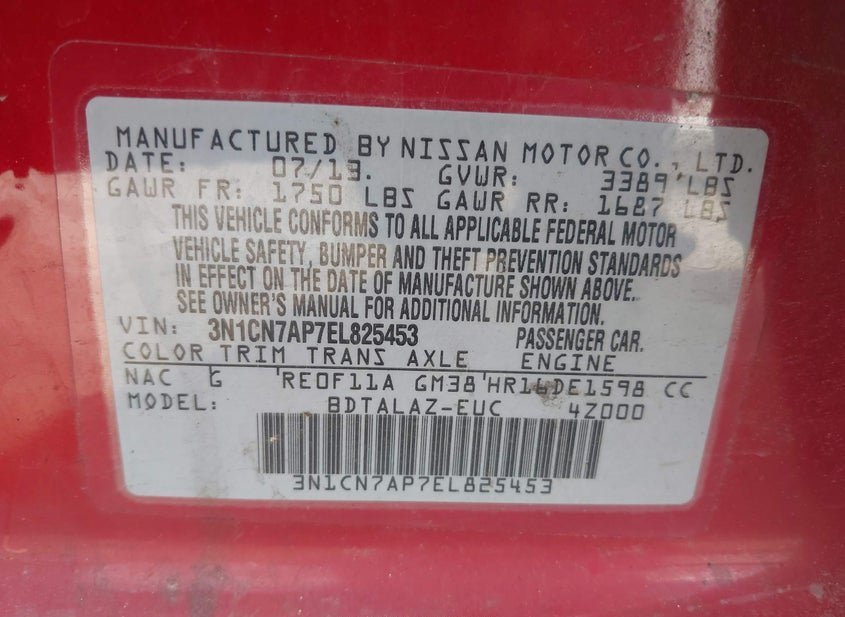 MANUFACTURED BY NISSAN MOTOR CO., LTD.
DATE: 07/13. GVWR: 3389 LBS
GAWR FR: 1750 LBS GAWR RR: 1687 LBS
THIS VEHICLE CONFORMS TO ALL APPLICABLE FEDERAL MOTOR
VEHICLE SAFETY, BUMPER AND THEFT PREVENTION STANDARDS
IN EFFECT ON THE DATE OF MANUFACTURE SHOWN ABOVE.
SEE OWNER'S MANUAL FOR ADDITIONAL INFORMATION.
VIN: 3N1CN7AP7EL825453 PASSENGER CAR.
COLOR TRIM TRANS AXLE ENGINE
NAC G RE0F11A GM38 HR16DE1598 CC
MODEL: BDTALAZ-EUC 4Z000
3N1CN7AP7EL825453